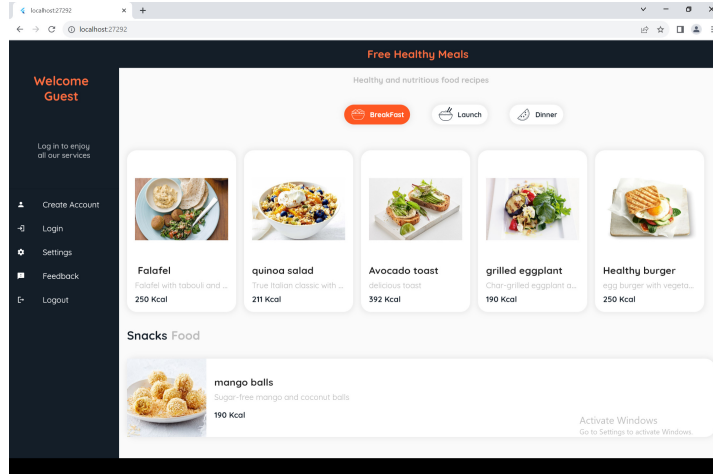 localhost:27292
localhost:27292
Free Healthy Meals
Welcome
Guest
Log in to enjoy
all our services
Create Account
Login
Settings
Feedback
Logout
Healthy and nutritious food recipes
BreakFast
Launch
Dinner
Falafel
Falafel with tabouli and ...
250 Kcal
quinoa salad
True Italian classic with ...
211 Kcal
Avocado toast
delicious toast
392 Kcal
grilled eggplant
Char-grilled eggplant a...
190 Kcal
Healthy burger
egg burger with vegeta...
250 Kcal
Snacks Food
mango balls
Sugar-free mango and coconut balls
190 Kcal
Activate Windows
Go to Settings to activate Windows.